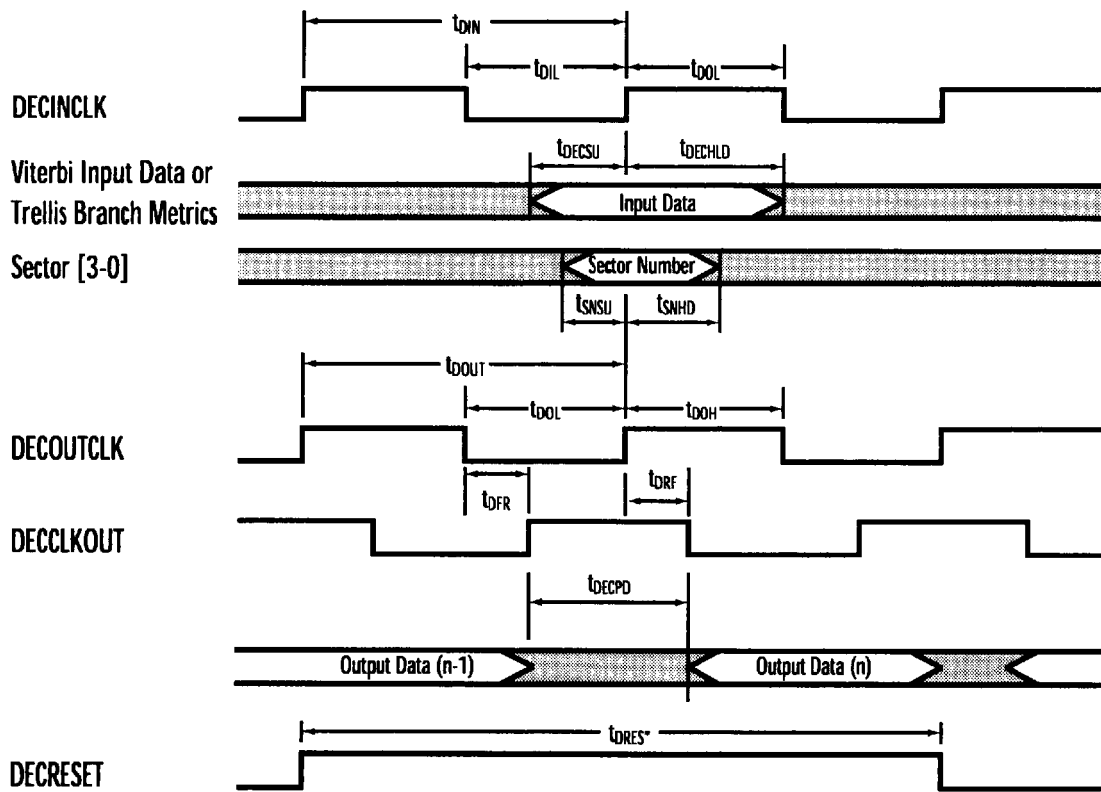 tDIN
tDIL
tDOL
DECINCLK
tDECSU
tDECHLD
Viterbi Input Data or
Trellis Branch Metrics
Input Data
Sector [3-0]
Sector Number
tSNSU
tSNHD
tDOUT
tDOL
tDOH
DECOUTCLK
tDFR
tDRF
DECCLKOUT
tDECPD
Output Data (n-1)
Output Data (n)
tDRES*
DECRESET